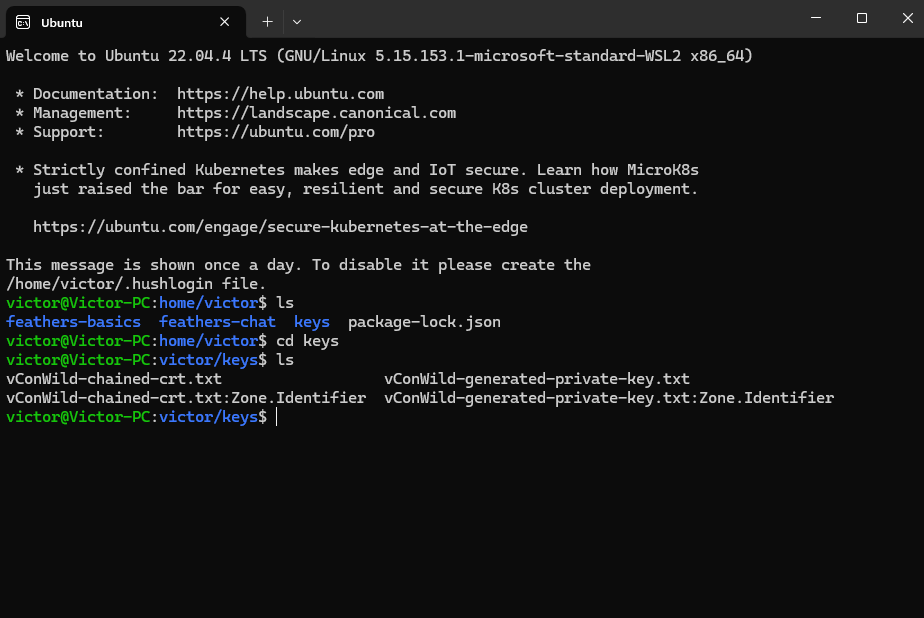 Ubuntu
Welcome to Ubuntu 22.04.4 LTS (GNU/Linux 5.15.153.1-microsoft-standard-WSL2 x86_64)
* Documentation:  https://help.ubuntu.com
* Management:     https://landscape.canonical.com
* Support:        https://ubuntu.com/pro
* Strictly confined Kubernetes makes edge and IoT secure. Learn how MicroK8s
just raised the bar for easy, resilient and secure K8s cluster deployment.
https://ubuntu.com/engage/secure-kubernetes-at-the-edge
This message is shown once a day. To disable it please create the
/home/victor/.hushlogin file.
victor@Victor-PC:home/victor$ ls
feathers-basics  feathers-chat  keys  package-lock.json
victor@Victor-PC:home/victor$ cd keys
victor@Victor-PC:victor/keys$ ls
vConWild-chained-crt.txt                  vConWild-generated-private-key.txt
vConWild-chained-crt.txt:Zone.Identifier  vConWild-generated-private-key.txt:Zone.Identifier
victor@Victor-PC:victor/keys$